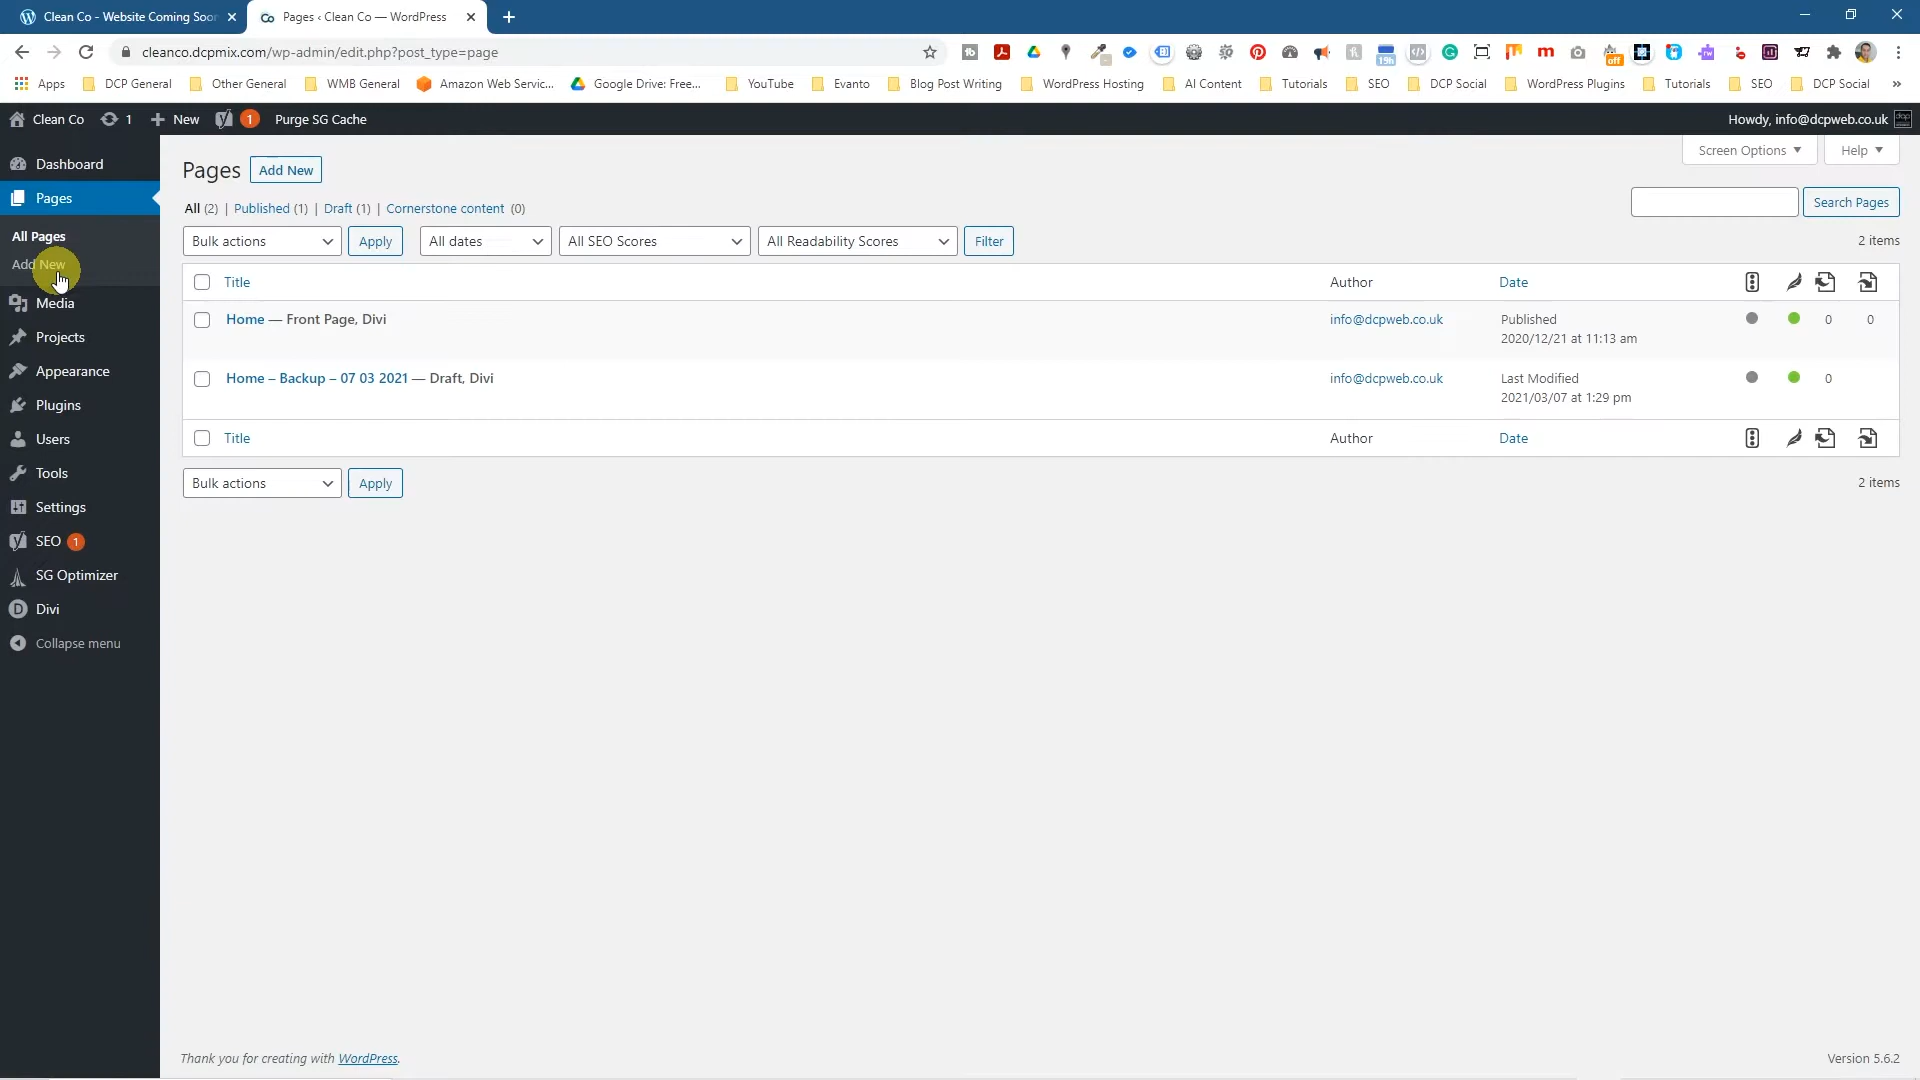 Clean Co - Website Coming Soon
Pages ‹ Clean Co — WordPress
cleanco.dcpmix.com/wp-admin/edit.php?post_type=page
19h
off
Apps
DCP General
Other General
WMB General
Amazon Web Servic...
Google Drive: Free...
YouTube
Evanto
Blog Post Writing
WordPress Hosting
AI Content
Tutorials
SEO
DCP Social
WordPress Plugins
Tutorials
SEO
DCP Social
»
Clean Co
1
New
1
Purge SG Cache
Howdy, info@dcpweb.co.uk
Dashboard
Pages
All Pages
Add New
Media
Projects
Appearance
Plugins
Users
Tools
Settings
SEO 1
SG Optimizer
Divi
Collapse menu
Screen Options
Help
Pages
Add New
All (2) | Published (1) | Draft (1) | Cornerstone content (0)
Search Pages
Bulk actions
Apply
All dates
All SEO Scores
All Readability Scores
Filter
2 items
Title
Author
Date
Home — Front Page, Divi
info@dcpweb.co.uk
Published
2020/12/21 at 11:13 am
0
0
Home – Backup – 07 03 2021 — Draft, Divi
info@dcpweb.co.uk
Last Modified
2021/03/07 at 1:29 pm
0
Title
Author
Date
Bulk actions
Apply
2 items
Thank you for creating with WordPress.
Version 5.6.2